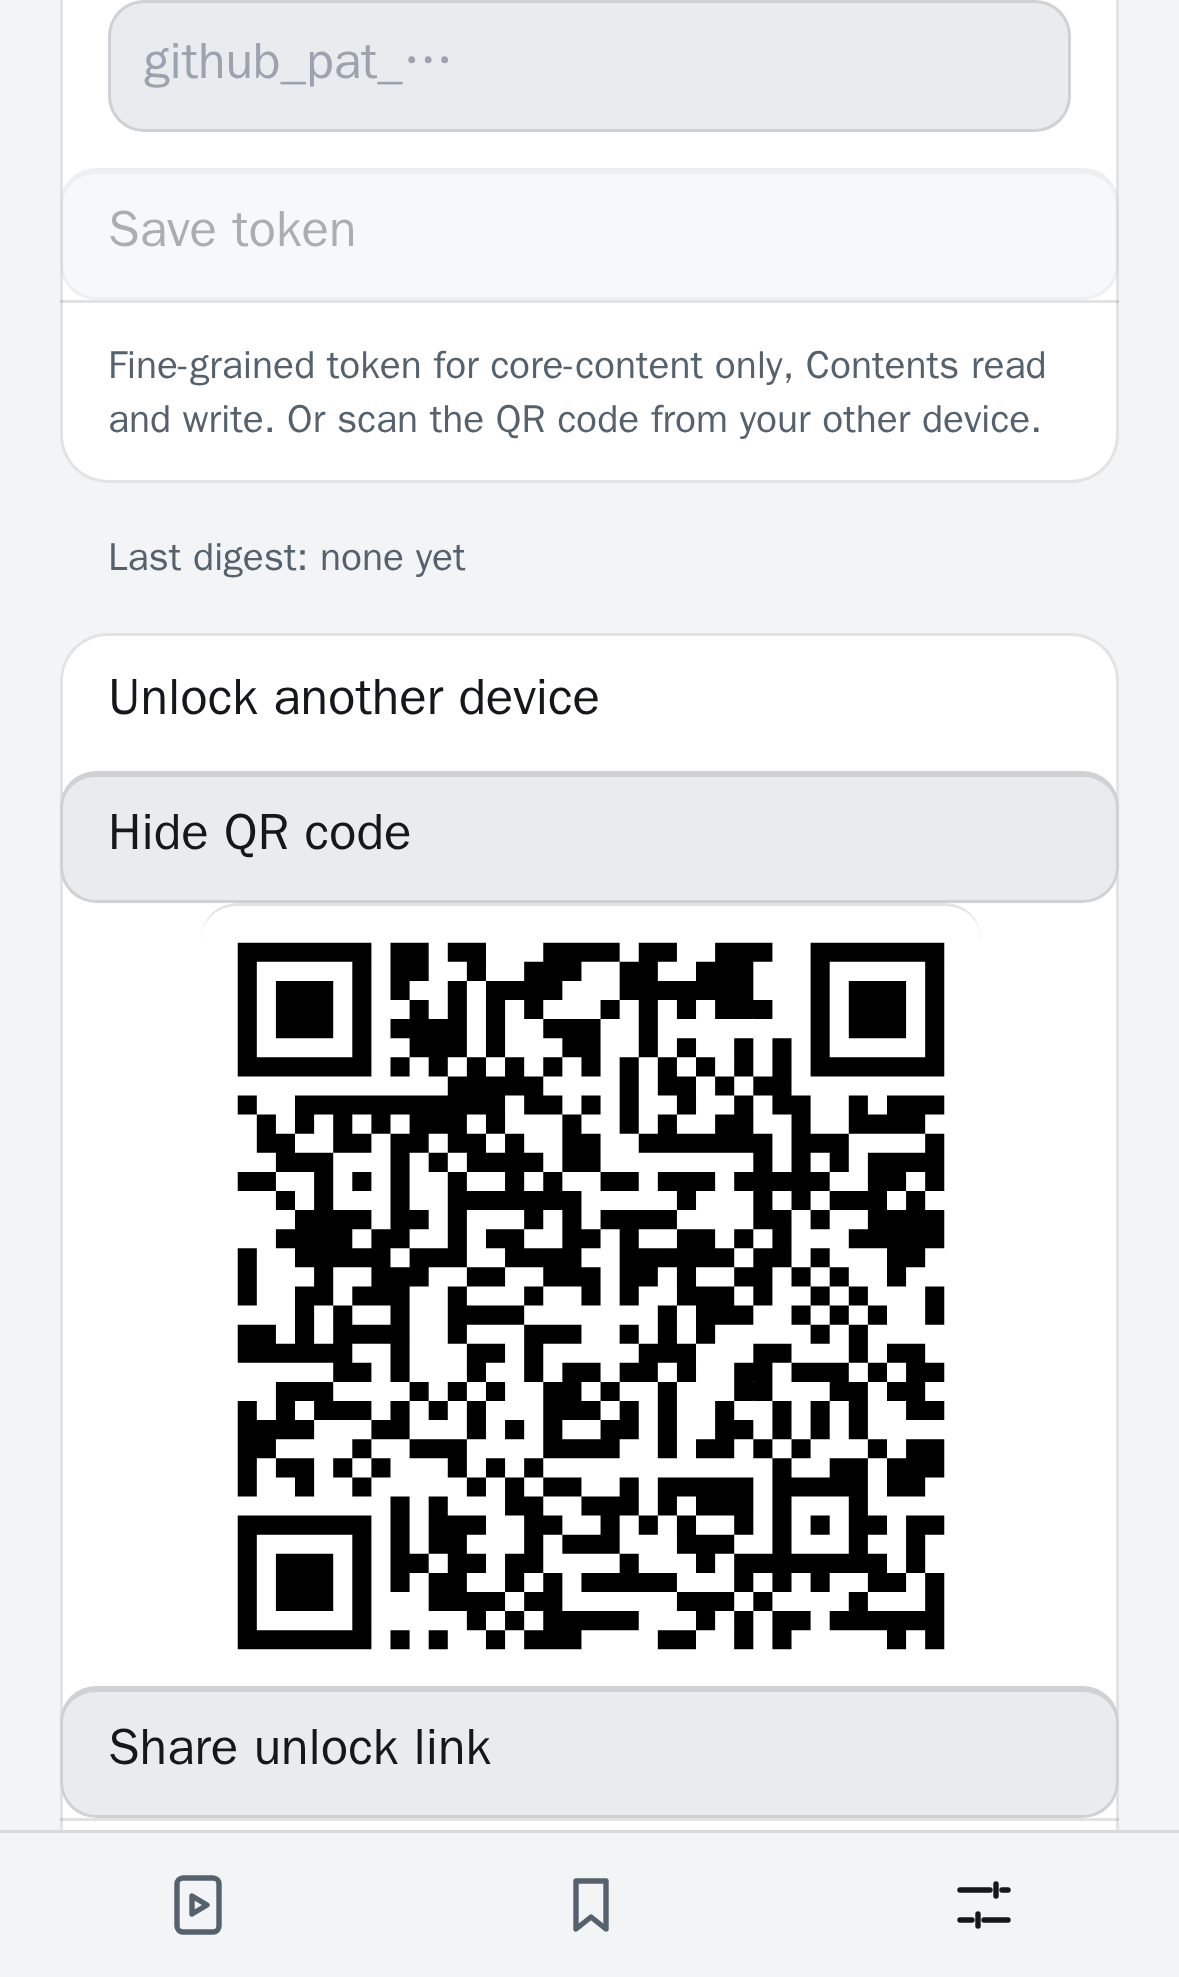 github_pat_···
Save token
Fine-grained token for core-content only, Contents read
and write. Or scan the QR code from your other device.
Last digest: none yet
Unlock another device
Hide QR code
Share unlock link